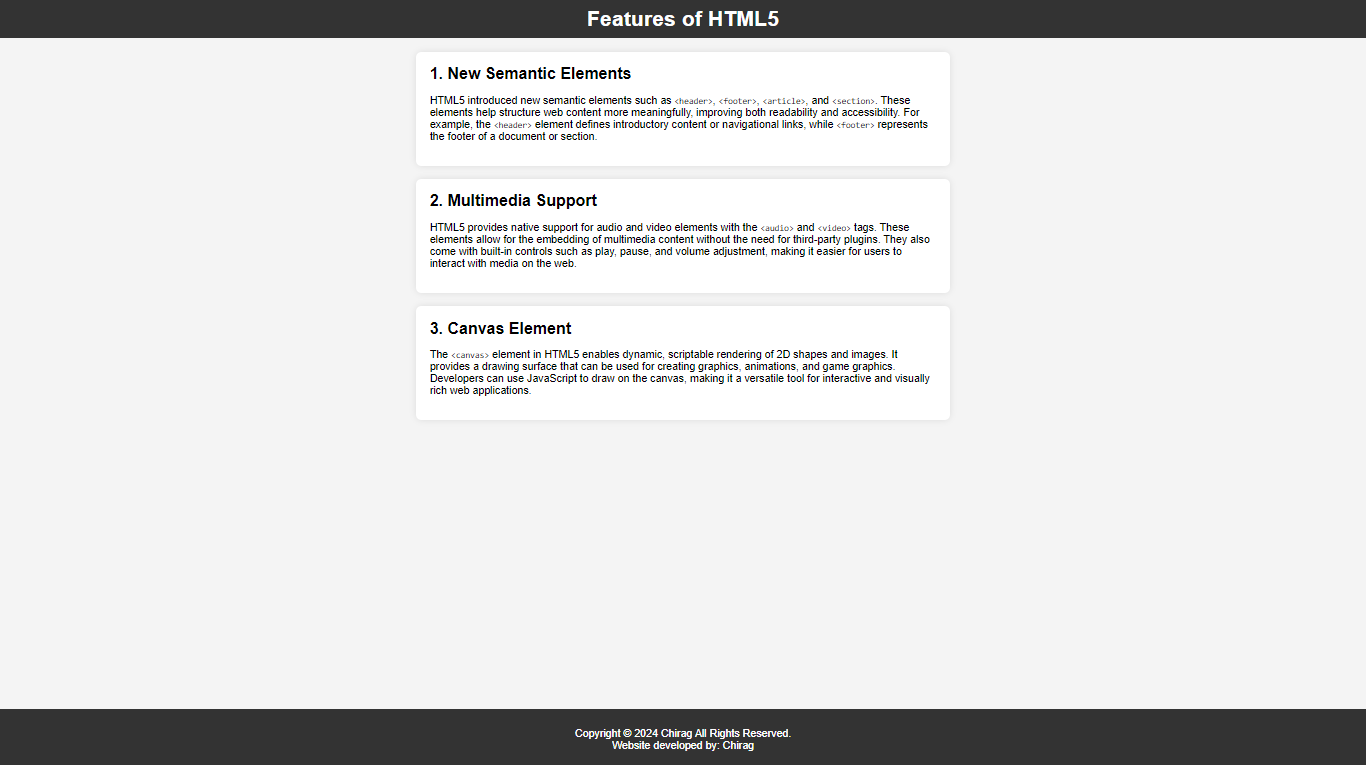 Features of HTML5
1. New Semantic Elements
HTML5 introduced new semantic elements such as <header>, <footer>, <article>, and <section>. These
elements help structure web content more meaningfully, improving both readability and accessibility. For
example, the <header> element defines introductory content or navigational links, while <footer> represents
the footer of a document or section.
2. Multimedia Support
HTML5 provides native support for audio and video elements with the <audio> and <video> tags. These
elements allow for the embedding of multimedia content without the need for third-party plugins. They also
come with built-in controls such as play, pause, and volume adjustment, making it easier for users to
interact with media on the web.
3. Canvas Element
The <canvas> element in HTML5 enables dynamic, scriptable rendering of 2D shapes and images. It
provides a drawing surface that can be used for creating graphics, animations, and game graphics.
Developers can use JavaScript to draw on the canvas, making it a versatile tool for interactive and visually
rich web applications.
Copyright © 2024 Chirag All Rights Reserved.
Website developed by: Chirag